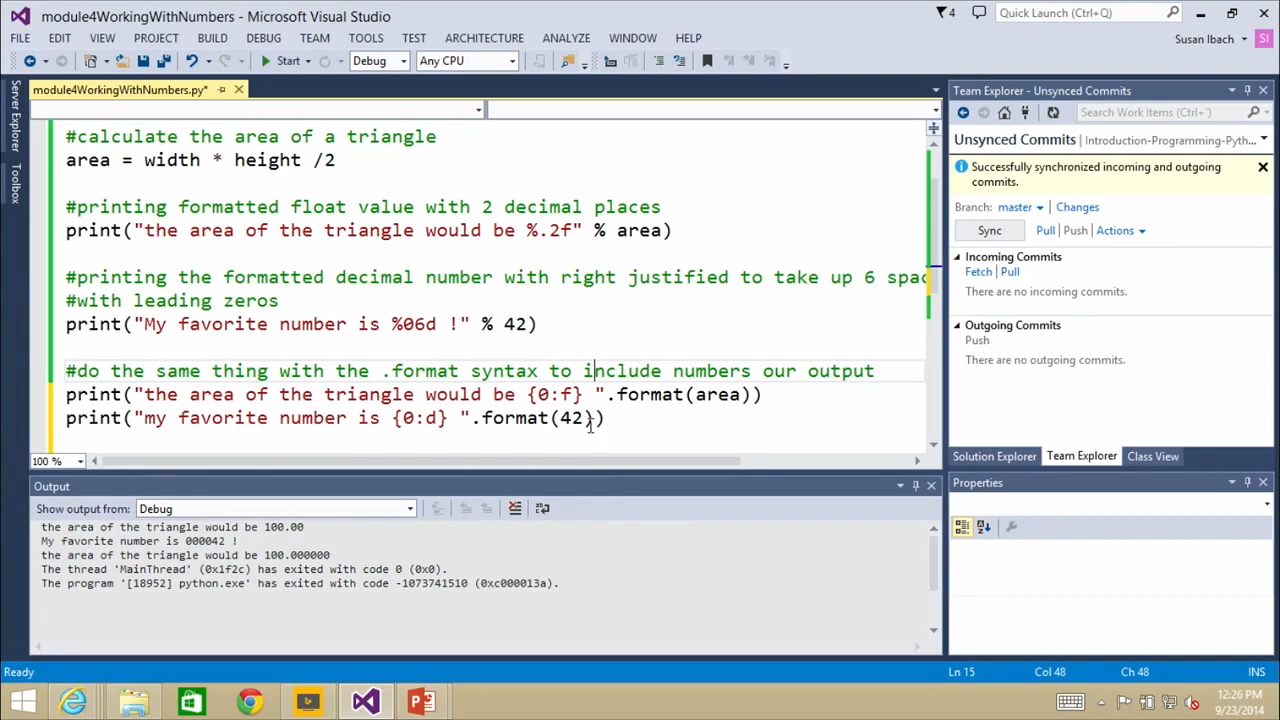 module4WorkingWithNumbers - Microsoft Visual Studio
4
Quick Launch (Ctrl+Q)
FILE EDIT VIEW PROJECT BUILD DEBUG TEAM TOOLS TEST ARCHITECTURE ANALYZE WINDOW HELP
Susan Ibach
SI
Start
Debug
Any CPU
Server Explorer
Toolbox
module4WorkingWithNumbers.py*
#calculate the area of a triangle
area = width * height /2
#printing formatted float value with 2 decimal places
print("the area of the triangle would be %.2f" % area)
#printing the formatted decimal number with right justified to take up 6 spac
#with leading zeros
print("My favorite number is %06d !" % 42)
#do the same thing with the .format syntax to include numbers our output
print("the area of the triangle would be {0:f} ".format(area))
print("my favorite number is {0:d} ".format(42))
100 %
Output
Show output from: Debug
the area of the triangle would be 100.00
My favorite number is 000042 !
the area of the triangle would be 100.000000
The thread 'MainThread' (0x1f2c) has exited with code 0 (0x0).
The program '[18952] python.exe' has exited with code -1073741510 (0xc000013a).
Team Explorer - Unsynced Commits
Search Work Items (Ctrl+')
Unsynced Commits Introduction-Programming-Pyth...
Successfully synchronized incoming and outgoing
commits.
Branch: master Changes
Sync Pull Push Actions
Incoming Commits
Fetch Pull
There are no incoming commits.
Outgoing Commits
Push
There are no outgoing commits.
Solution Explorer Team Explorer Class View
Properties
Ready
Ln 15
Col 48
Ch 48
INS
12:26 PM
9/23/2014